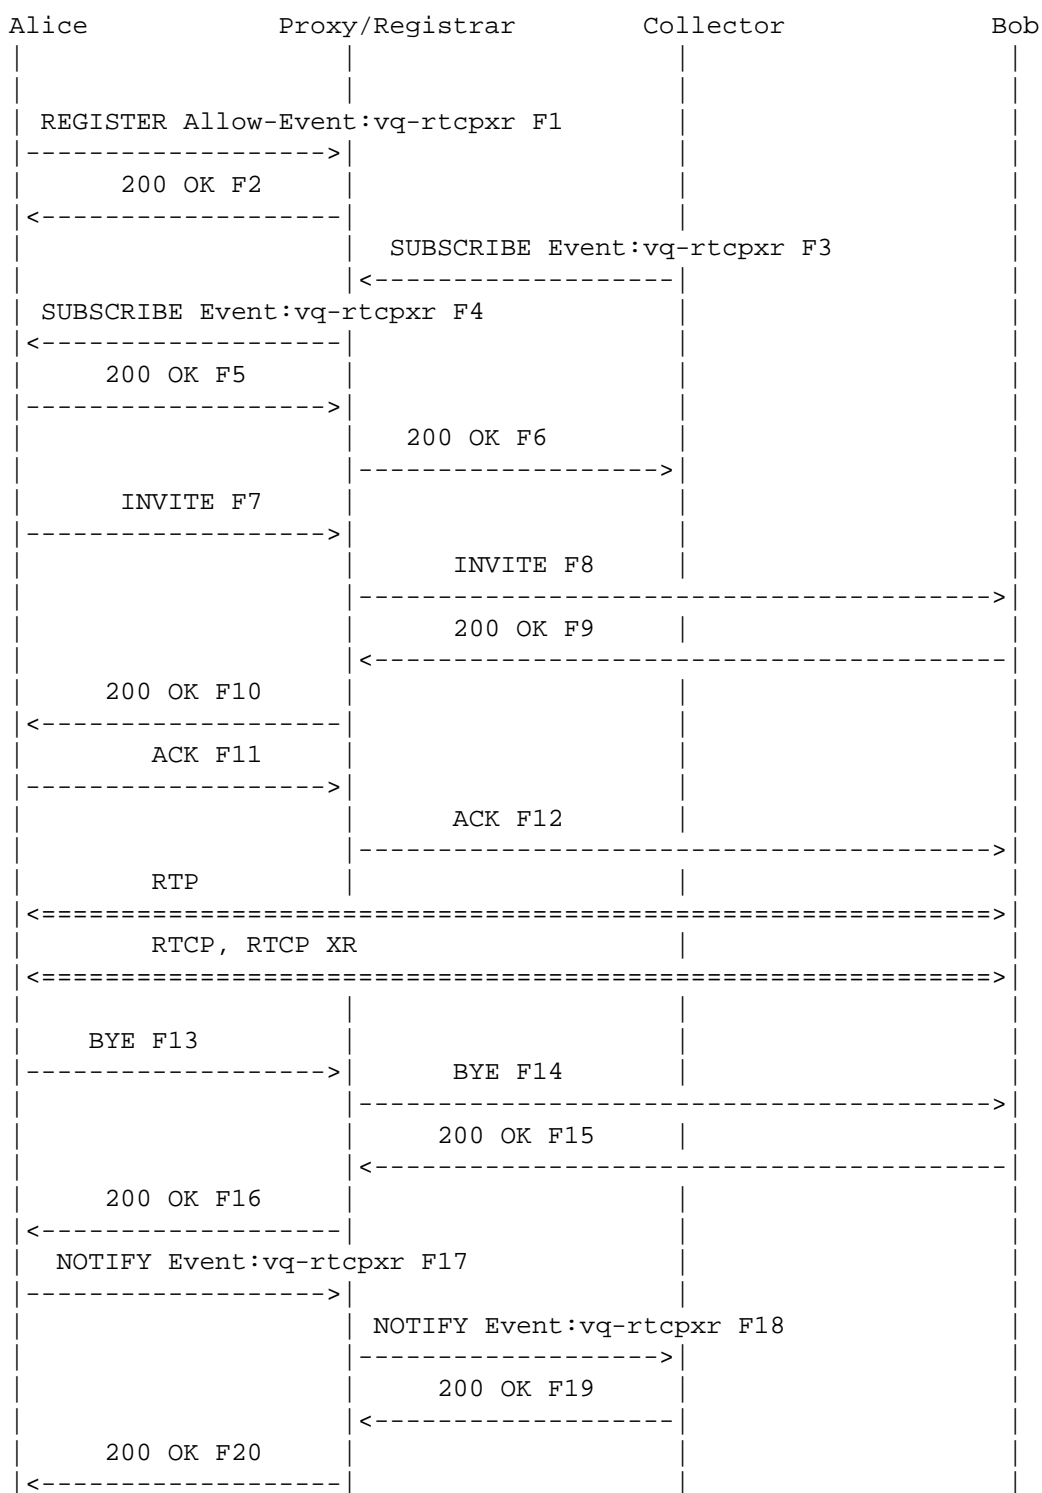 Alice Proxy/Registrar Collector Bob
REGISTER Allow-Event:vq-rtcpxr F1
200 OK F2
SUBSCRIBE Event:vq-rtcpxr F3
SUBSCRIBE Event:vq-rtcpxr F4
200 OK F5
200 OK F6
INVITE F7
INVITE F8
200 OK F9
200 OK F10
ACK F11
ACK F12
RTP
RTCP, RTCP XR
BYE F13
BYE F14
200 OK F15
200 OK F16
NOTIFY Event:vq-rtcpxr F17
NOTIFY Event:vq-rtcpxr F18
200 OK F19
200 OK F20